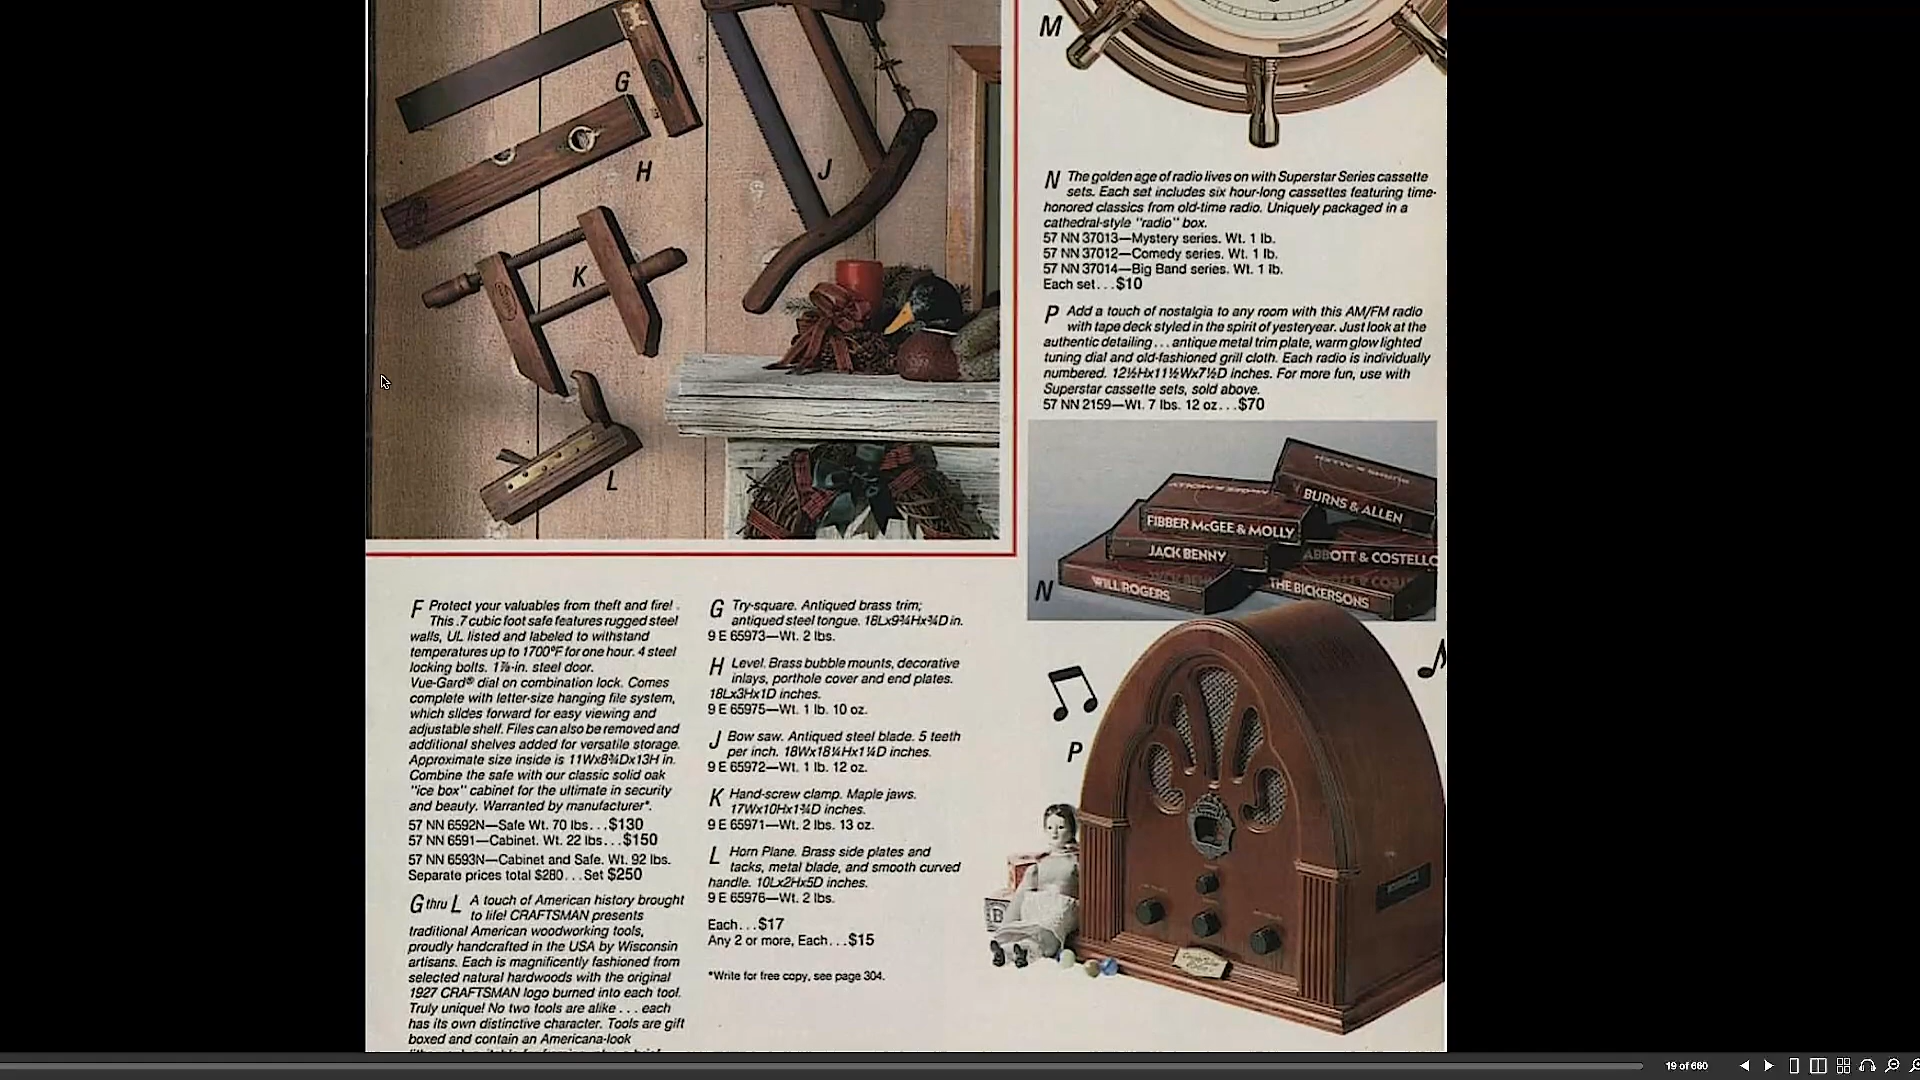 G
H
J
K
L
M
N The golden age of radio lives on with Superstar Series cassette
sets. Each set includes six hour-long cassettes featuring time-
honored classics from old-time radio. Uniquely packaged in a
cathedral-style "radio" box.
57 NN 37013—Mystery series. Wt. 1 lb.
57 NN 37012—Comedy series. Wt. 1 lb.
57 NN 37014—Big Band series. Wt. 1 lb.
Each set...$10
P Add a touch of nostalgia to any room with this AM/FM radio
with tape deck styled in the spirit of yesteryear. Just look at the
authentic detailing...antique metal trim plate, warm glow lighted
tuning dial and old-fashioned grill cloth. Each radio is individually
numbered. 12½Hx11½Wx7½D inches. For more fun, use with
Superstar cassette sets, sold above.
57 NN 2159—Wt. 7 lbs. 12 oz...$70
BURNS & ALLEN
FIBBER McGEE & MOLLY
JACK BENNY
ABBOTT & COSTELLO
WILL ROGERS
THE BICKERSONS
N
P
F Protect your valuables from theft and fire!
This .7 cubic foot safe features rugged steel
walls, UL listed and labeled to withstand
temperatures up to 1700°F for one hour. 4 steel
locking bolts. 1⅞-in. steel door.
Vue-Gard® dial on combination lock. Comes
complete with letter-size hanging file system,
which slides forward for easy viewing and
adjustable shelf. Files can also be removed and
additional shelves added for versatile storage.
Approximate size inside is 11Wx8¾Dx13H in.
Combine the safe with our classic solid oak
"ice box" cabinet for the ultimate in security
and beauty. Warranted by manufacturer*.
57 NN 6592N—Safe Wt. 70 lbs...$130
57 NN 6591—Cabinet. Wt. 22 lbs...$150
57 NN 6593N—Cabinet and Safe. Wt. 92 lbs.
Separate prices total $280...Set $250
G thru L A touch of American history brought
to life! CRAFTSMAN presents
traditional American woodworking tools,
proudly handcrafted in the USA by Wisconsin
artisans. Each is magnificently fashioned from
selected natural hardwoods with the original
1927 CRAFTSMAN logo burned into each tool.
Truly unique! No two tools are alike...each
has its own distinctive character. Tools are gift
boxed and contain an Americana-look
G Try-square. Antiqued brass trim;
antiqued steel tongue. 18Lx9¾Hx¾D in.
9 E 65973—Wt. 2 lbs.
H Level. Brass bubble mounts, decorative
inlays, porthole cover and end plates.
18Lx3Hx1D inches.
9 E 65975—Wt. 1 lb. 10 oz.
J Bow saw. Antiqued steel blade. 5 teeth
per inch. 18Wx18¼Hx1¼D inches.
9 E 65972—Wt. 1 lb. 12 oz.
K Hand-screw clamp. Maple jaws.
17Wx10Hx1¾D inches.
9 E 65971—Wt. 2 lbs. 13 oz.
L Horn Plane. Brass side plates and
tacks, metal blade, and smooth curved
handle. 10Lx2Hx5D inches.
9 E 65976—Wt. 2 lbs.
Each...$17
Any 2 or more, Each...$15
*Write for free copy, see page 304.
B
19 of 660